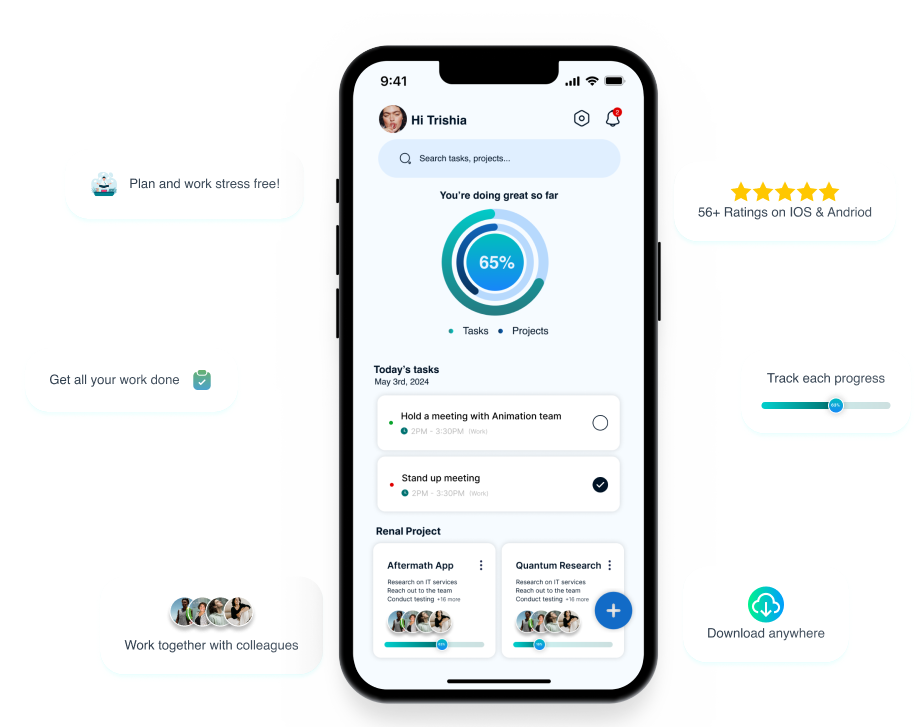 9:41
Hi Trishia
2
Search tasks, projects...
Plan and work stress free!
You're doing great so far
56+ Ratings on IOS & Andriod
65%
Tasks
Projects
Today's tasks
May 3rd, 2024
Get all your work done
Track each progress
Hold a meeting with Animation team
2PM - 3:30PM (Work)
Stand up meeting
2PM - 3:30PM (Work)
Renal Project
Aftermath App
Research on IT services
Reach out to the team
Conduct testing +16 more
Quantum Research
Research on IT services
Reach out to the team
Conduct testing +16 more
Work together with colleagues
Download anywhere